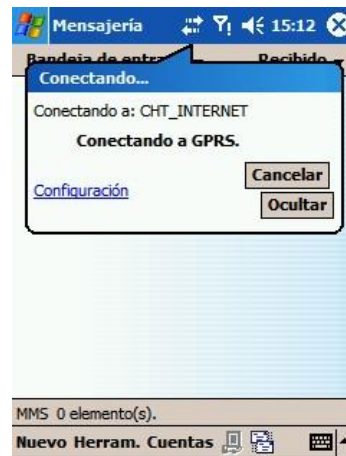 Mensajería 15:12
Bandeja de entra Recibido
Conectando...
Conectando a: CHT_INTERNET
Conectando a GPRS.
Cancelar
Configuración
Ocultar
MMS 0 elemento(s).
Nuevo Herram. Cuentas